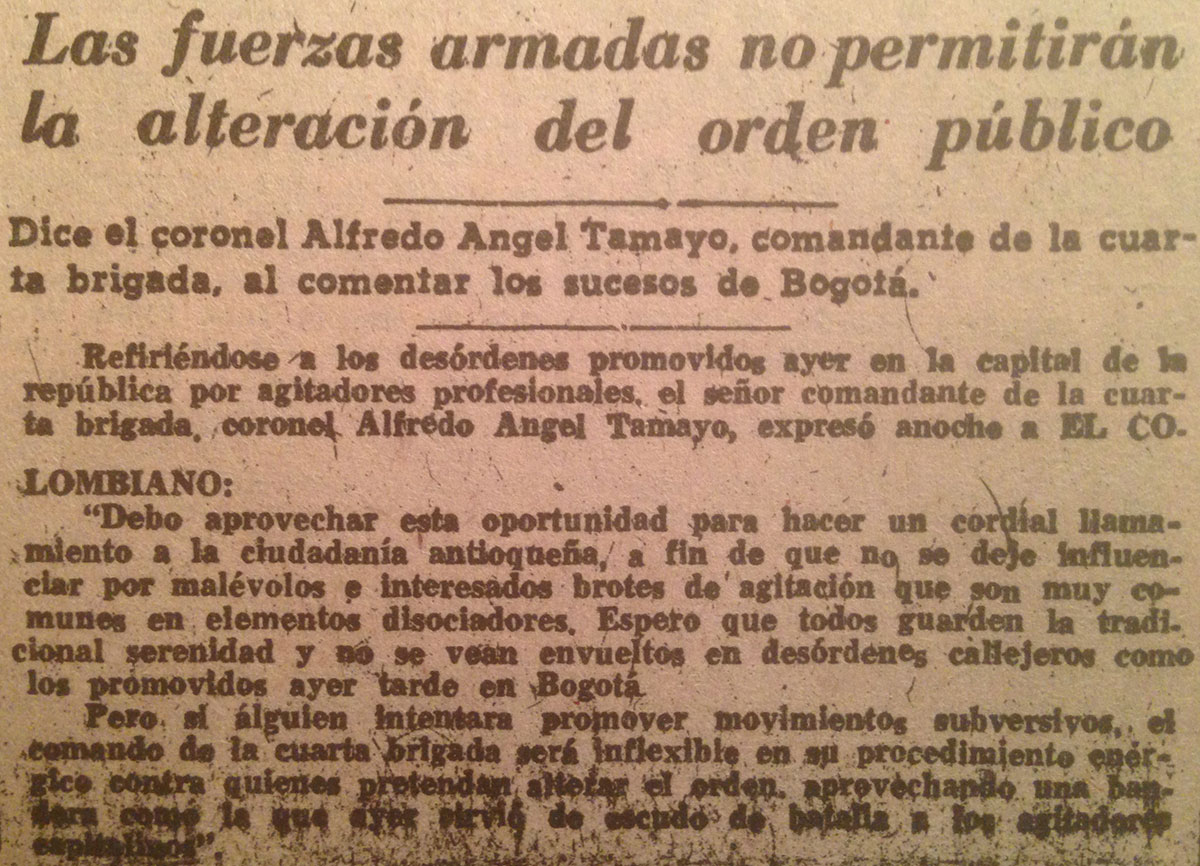 Las fuerzas armadas no permitirán
la alteración del orden público
Dice el coronel Alfredo Angel Tamayo, comandante de la cuar-
ta brigada, al comentar los sucesos de Bogotá.
Refiriéndose a los desórdenes promovidos ayer en la capital de la
república por agitadores profesionales, el señor comandante de la cuar-
ta brigada, coronel Alfredo Angel Tamayo, expresó anoche a EL CO-
LOMBIANO:
"Debo aprovechar esta oportunidad para hacer un cordial llama-
miento a la ciudadanía antioqueña, a fin de que no se deje influen-
ciar por malévolos e interesados brotes de agitación que son muy co-
munes en elementos disociadores. Espero que todos guarden la tradi-
cional serenidad y no se vean envueltos en desórdenes callejeros como
los promovidos ayer tarde en Bogotá
Pero si álguien intentara promover movimientos subversivos, el
comando de la cuarta brigada será inflexible en su procedimiento enér-
gico contra quienes pretendan alterar el orden, aprovechando una ban-
dera como la que ayer sirvió de escudo de batalla a los agitadores
capitalinos".